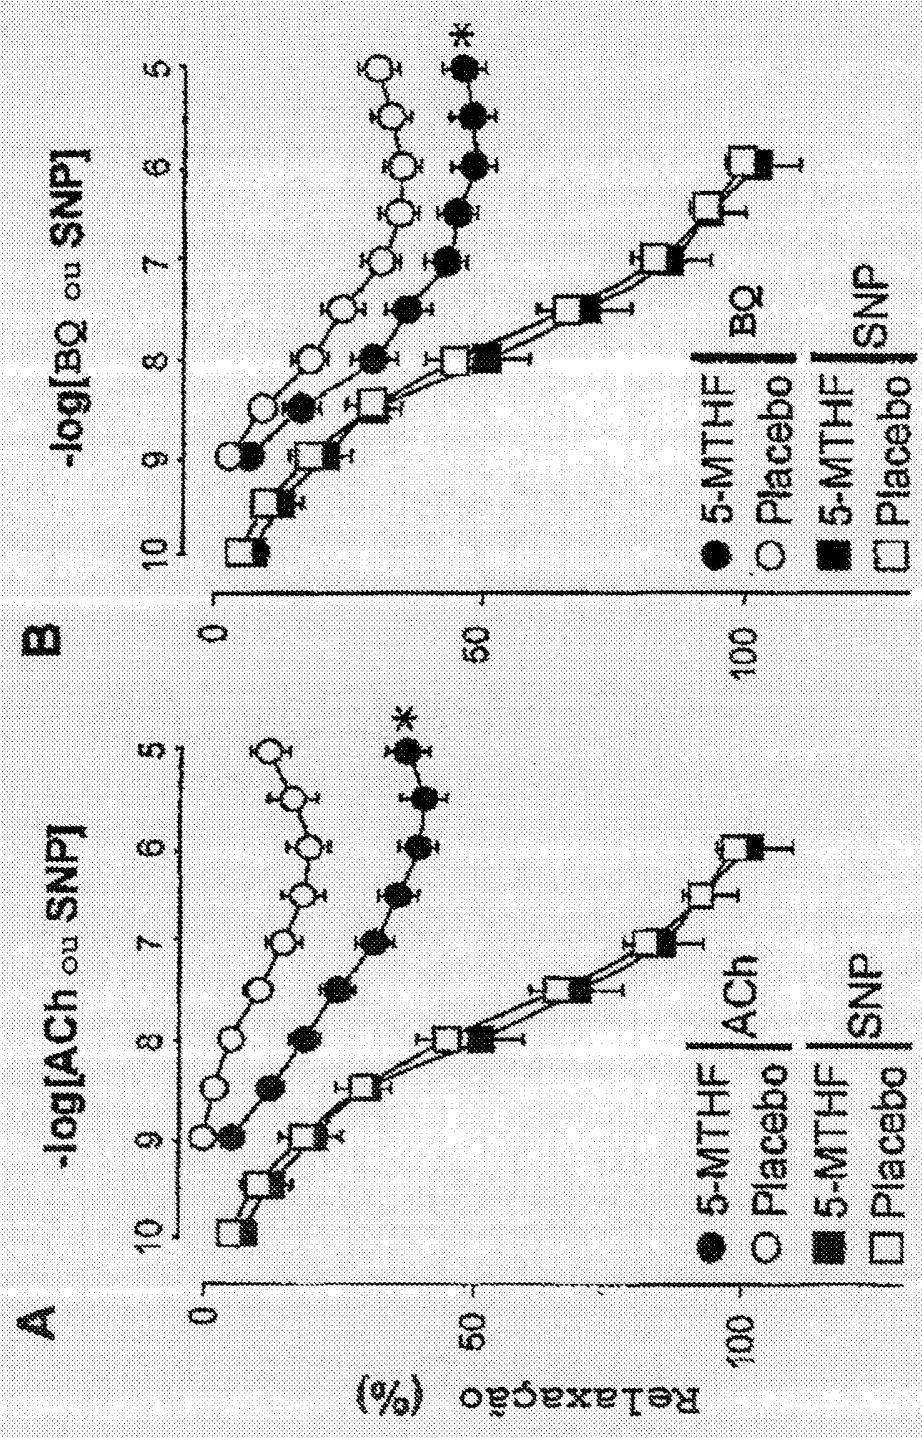 A
-log[ACh ou SNP]
10 9 8 7 6 5
*
0
50
100
Relaxação (%)
5-MTHF
Placebo
ACh
5-MTHF
Placebo
SNP
B
-log[BQ ou SNP]
10 9 8 7 6 5
*
0
50
100
5-MTHF
Placebo
BQ
5-MTHF
Placebo
SNP